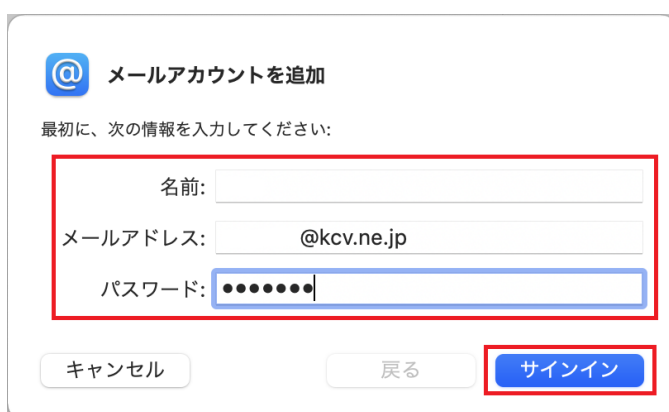 メールアカウントを追加
最初に、次の情報を入力してください:
名前:
メールアドレス: @kcv.ne.jp
パスワード: •••••••
キャンセル 戻る サインイン